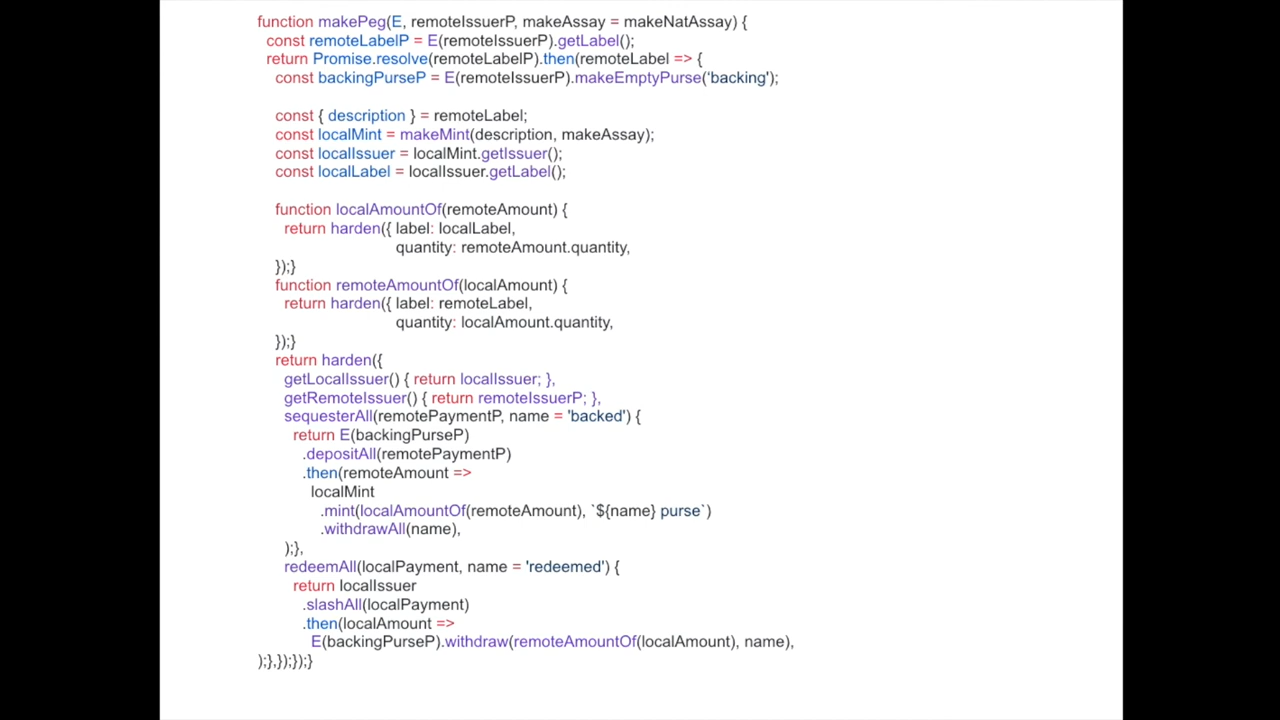 function makePeg(E, remoteIssuerP, makeAssay = makeNatAssay) {
const remoteLabelP = E(remoteIssuerP).getLabel();
return Promise.resolve(remoteLabelP).then(remoteLabel => {
const backingPurseP = E(remoteIssuerP).makeEmptyPurse(‘backing’);
const { description } = remoteLabel;
const localMint = makeMint(description, makeAssay);
const localIssuer = localMint.getIssuer();
const localLabel = localIssuer.getLabel();
function localAmountOf(remoteAmount) {
return harden({ label: localLabel,
quantity: remoteAmount.quantity,
});}
function remoteAmountOf(localAmount) {
return harden({ label: remoteLabel,
quantity: localAmount.quantity,
});}
return harden({
getLocalIssuer() { return localIssuer; },
getRemoteIssuer() { return remoteIssuerP; },
sequesterAll(remotePaymentP, name = 'backed') {
return E(backingPurseP)
.depositAll(remotePaymentP)
.then(remoteAmount =>
localMint
.mint(localAmountOf(remoteAmount), `${name} purse`)
.withdrawAll(name),
);},
redeemAll(localPayment, name = 'redeemed') {
return localIssuer
.slashAll(localPayment)
.then(localAmount =>
E(backingPurseP).withdraw(remoteAmountOf(localAmount), name),
);},});});}